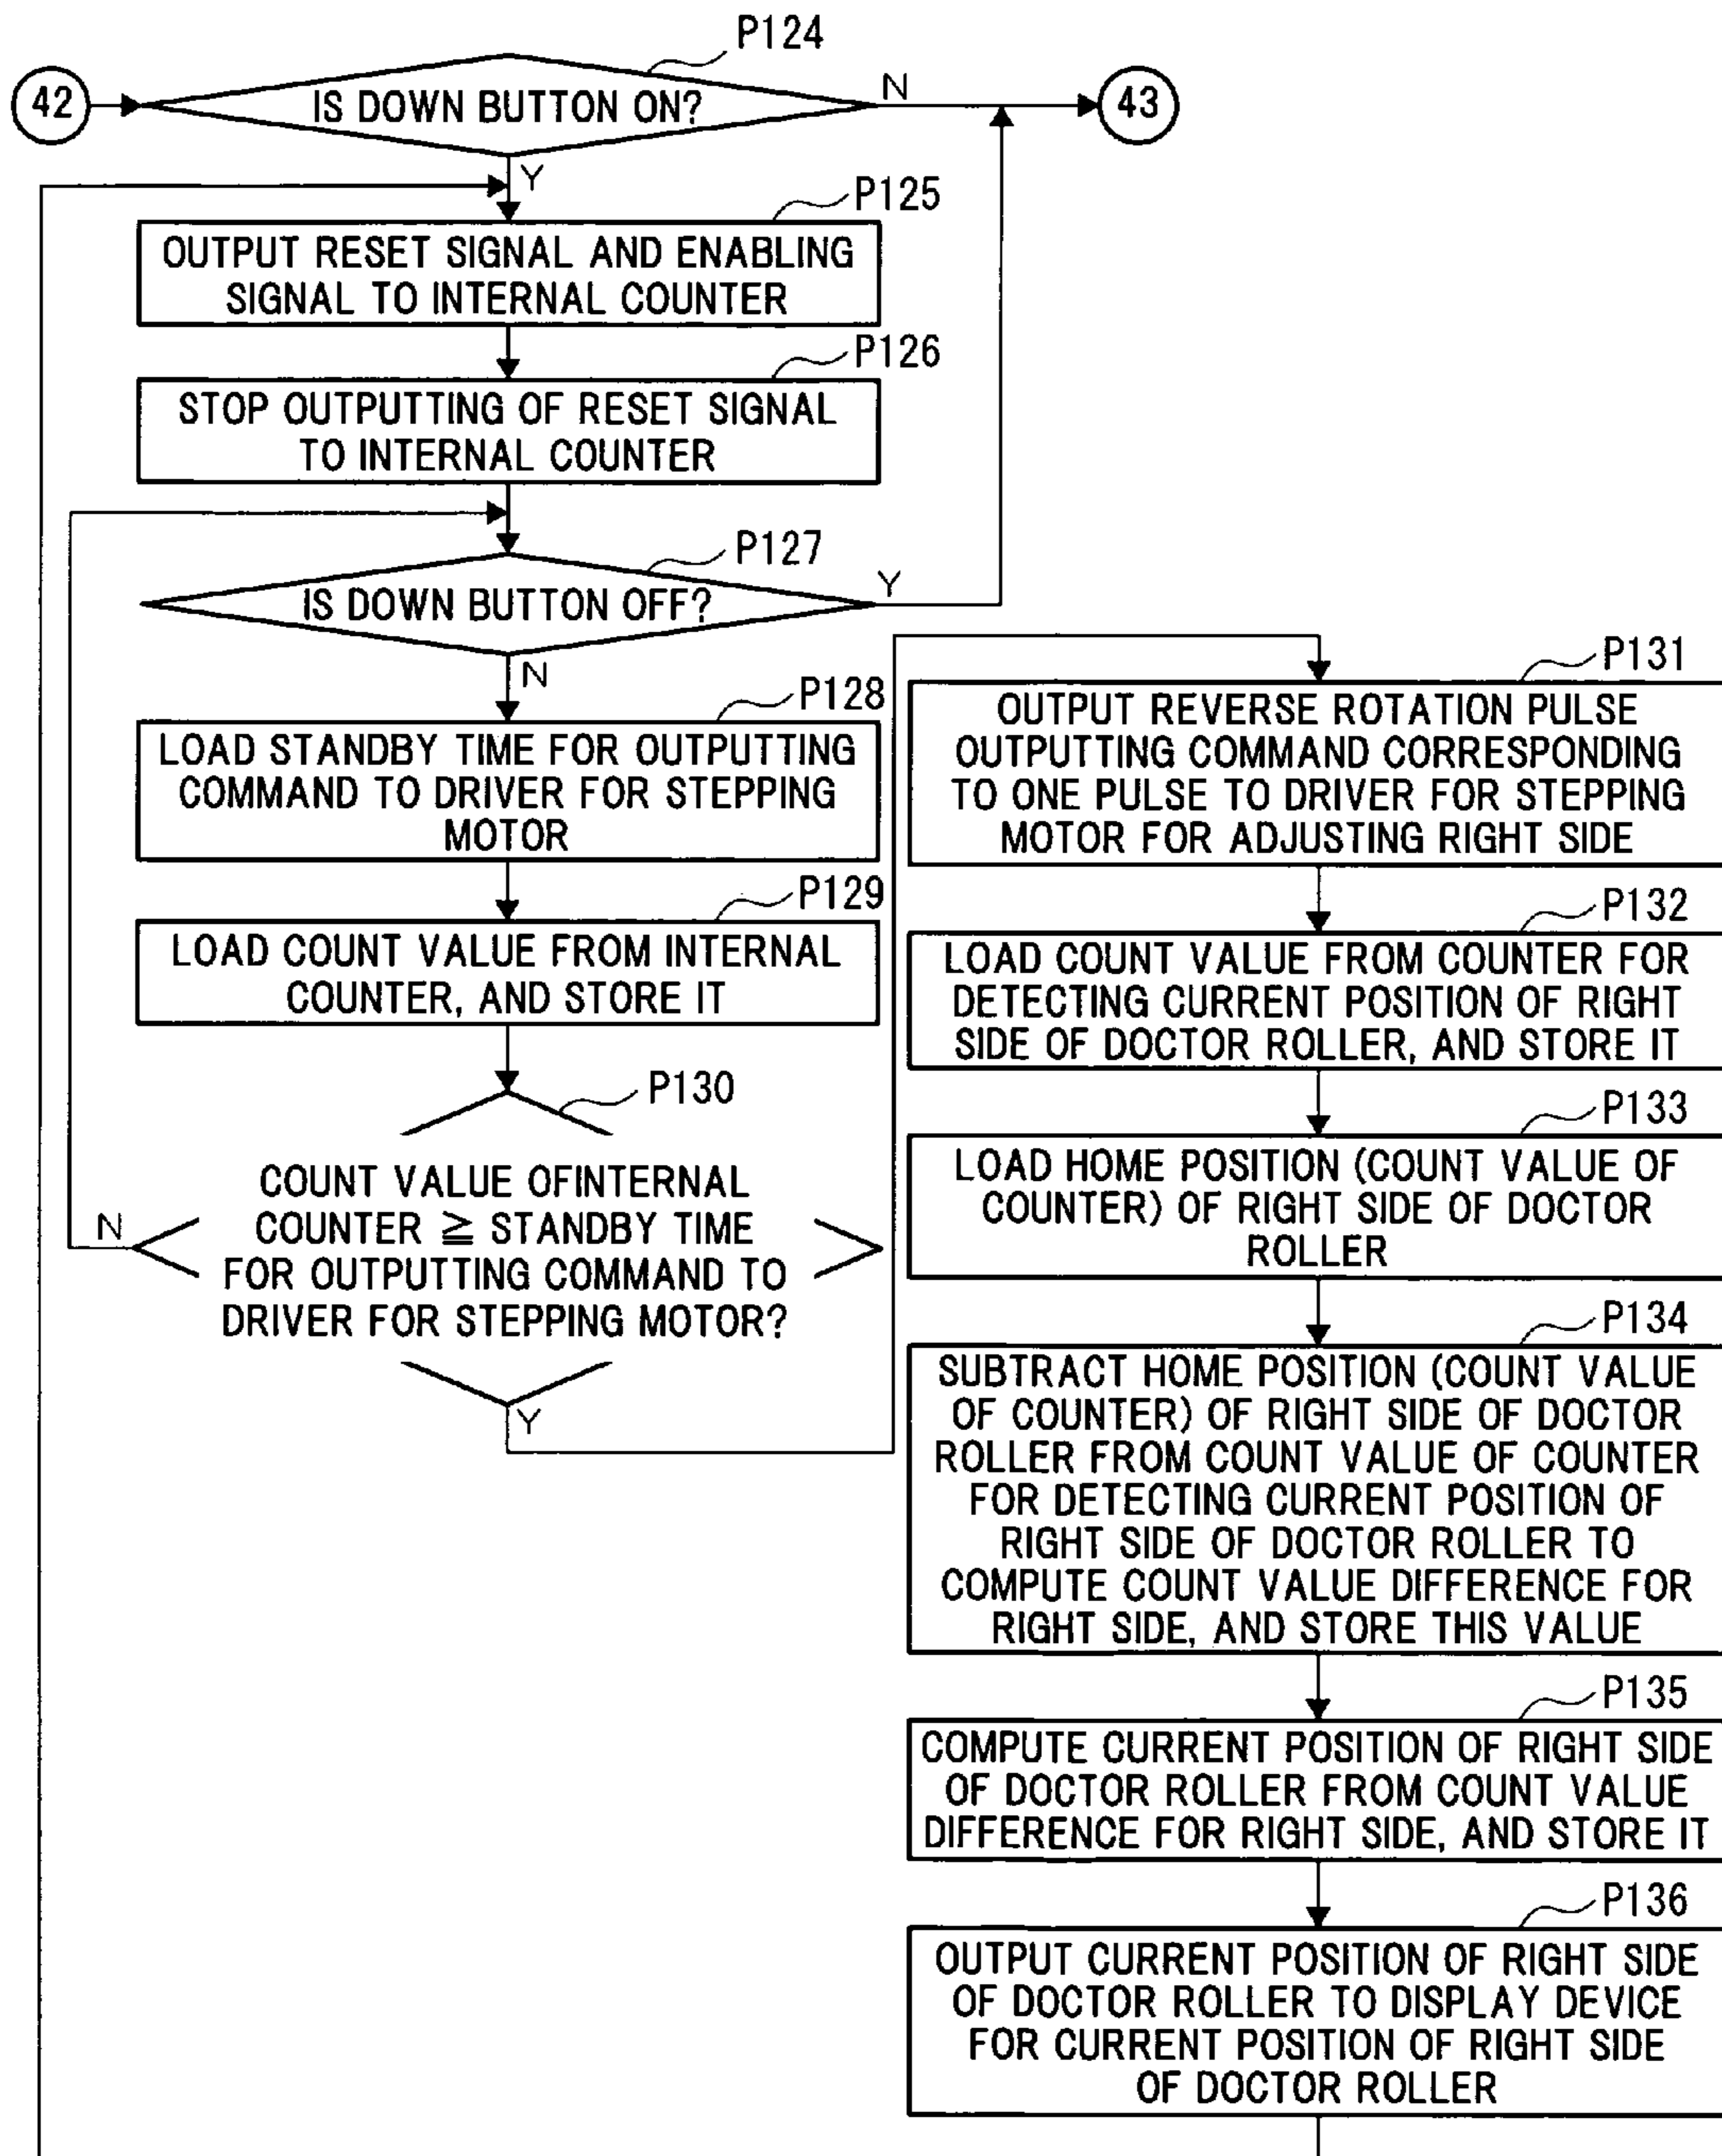 P124
42
IS DOWN BUTTON ON?
N
43
Y
P125
OUTPUT RESET SIGNAL AND ENABLING
SIGNAL TO INTERNAL COUNTER
P126
STOP OUTPUTTING OF RESET SIGNAL
TO INTERNAL COUNTER
P127
IS DOWN BUTTON OFF?
Y
N
P128
LOAD STANDBY TIME FOR OUTPUTTING
COMMAND TO DRIVER FOR STEPPING
MOTOR
P129
LOAD COUNT VALUE FROM INTERNAL
COUNTER, AND STORE IT
P130
COUNT VALUE OFINTERNAL
COUNTER ≧ STANDBY TIME
FOR OUTPUTTING COMMAND TO
DRIVER FOR STEPPING MOTOR?
N
Y
P131
OUTPUT REVERSE ROTATION PULSE
OUTPUTTING COMMAND CORRESPONDING
TO ONE PULSE TO DRIVER FOR STEPPING
MOTOR FOR ADJUSTING RIGHT SIDE
P132
LOAD COUNT VALUE FROM COUNTER FOR
DETECTING CURRENT POSITION OF RIGHT
SIDE OF DOCTOR ROLLER, AND STORE IT
P133
LOAD HOME POSITION (COUNT VALUE OF
COUNTER) OF RIGHT SIDE OF DOCTOR
ROLLER
P134
SUBTRACT HOME POSITION (COUNT VALUE
OF COUNTER) OF RIGHT SIDE OF DOCTOR
ROLLER FROM COUNT VALUE OF COUNTER
FOR DETECTING CURRENT POSITION OF
RIGHT SIDE OF DOCTOR ROLLER TO
COMPUTE COUNT VALUE DIFFERENCE FOR
RIGHT SIDE, AND STORE THIS VALUE
P135
COMPUTE CURRENT POSITION OF RIGHT SIDE
OF DOCTOR ROLLER FROM COUNT VALUE
DIFFERENCE FOR RIGHT SIDE, AND STORE IT
P136
OUTPUT CURRENT POSITION OF RIGHT SIDE
OF DOCTOR ROLLER TO DISPLAY DEVICE
FOR CURRENT POSITION OF RIGHT SIDE
OF DOCTOR ROLLER